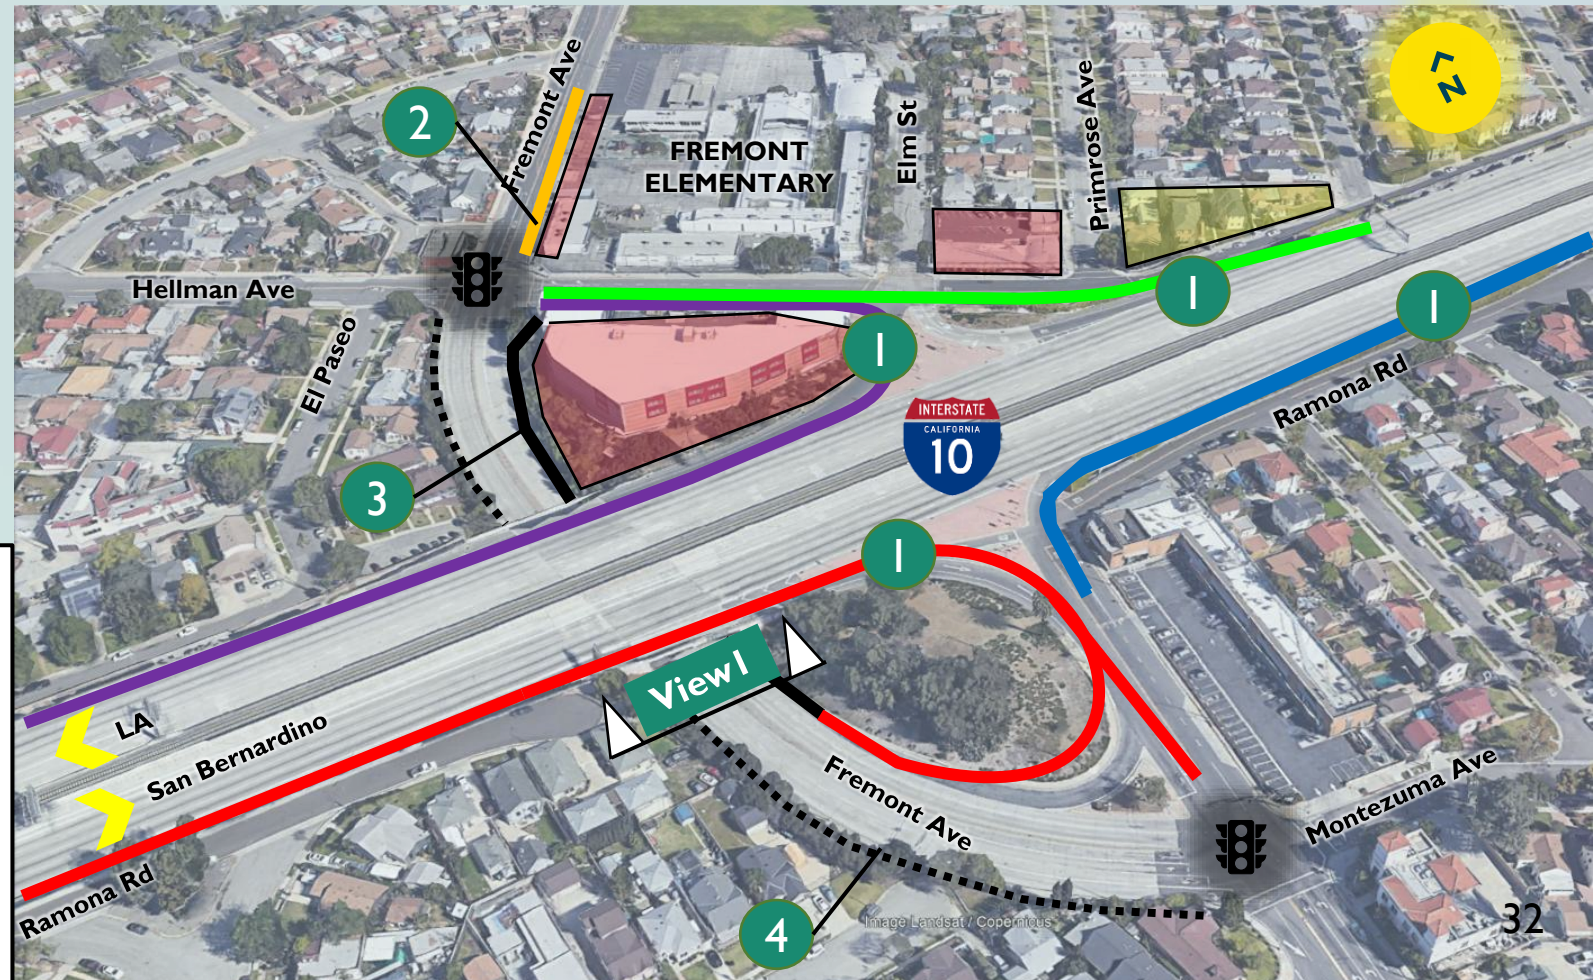 N
2
Fremont Ave
FREMONT
ELEMENTARY
Elm St
Primrose Ave
Hellman Ave
1
1
1
El Paseo
Ramona Rd
INTERSTATE
CALIFORNIA
10
3
1
View 1
LA
San Bernardino
Fremont Ave
Montezuma Ave
Ramona Rd
4
Image Landsat / Copernicus
32